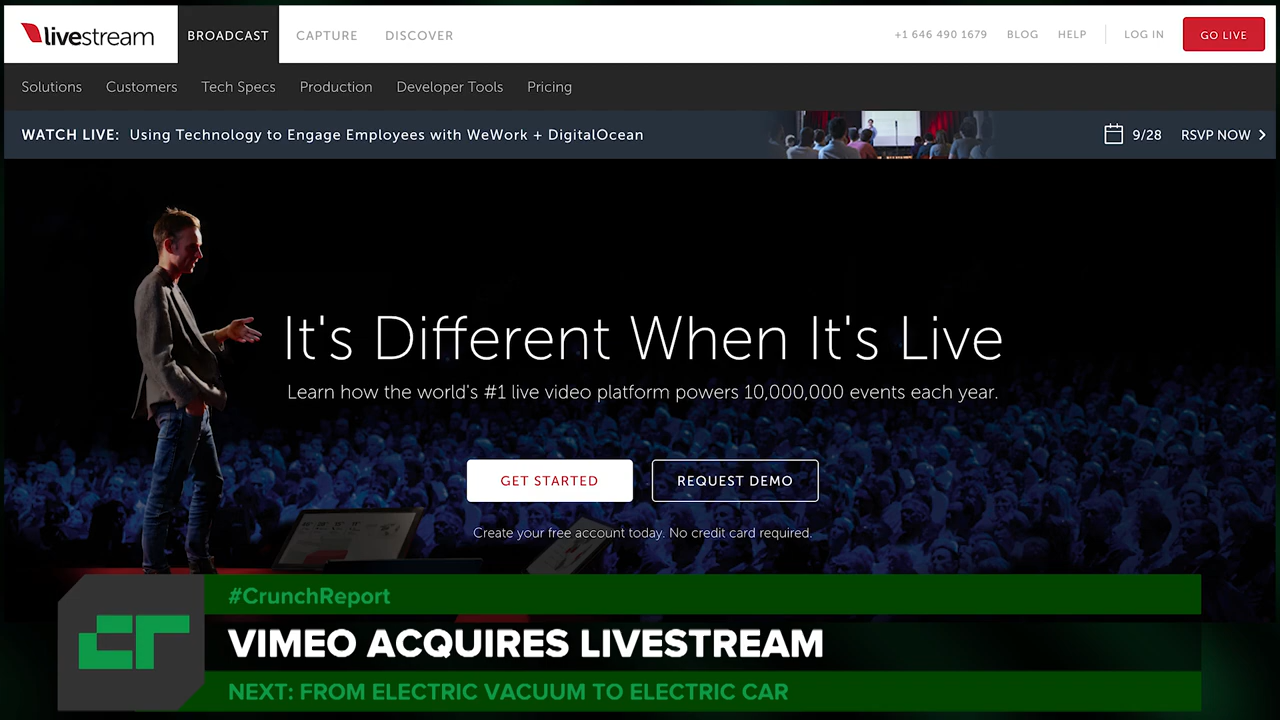 livestream
BROADCAST
CAPTURE
DISCOVER
+1 646 490 1679
BLOG
HELP
LOG IN
GO LIVE
Solutions
Customers
Tech Specs
Production
Developer Tools
Pricing
WATCH LIVE: Using Technology to Engage Employees with WeWork + DigitalOcean
9/28
RSVP NOW
It's Different When It's Live
Learn how the world's #1 live video platform powers 10,000,000 events each year.
GET STARTED
REQUEST DEMO
Create your free account today. No credit card required.
#CrunchReport
Cr
VIMEO ACQUIRES LIVESTREAM
NEXT: FROM ELECTRIC VACUUM TO ELECTRIC CAR